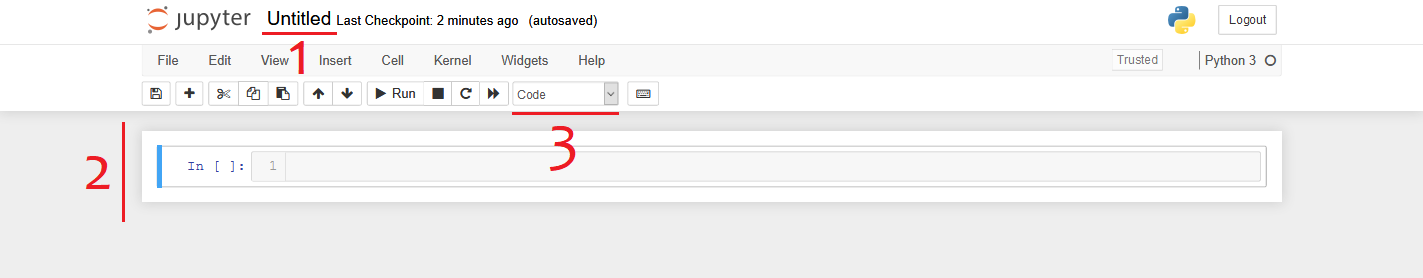 jupyter Untitled Last Checkpoint: 2 minutes ago (autosaved) Logout
1
File Edit View Insert Cell Kernel Widgets Help Trusted Python 3
Run Code
3
2
In [ ]: 1